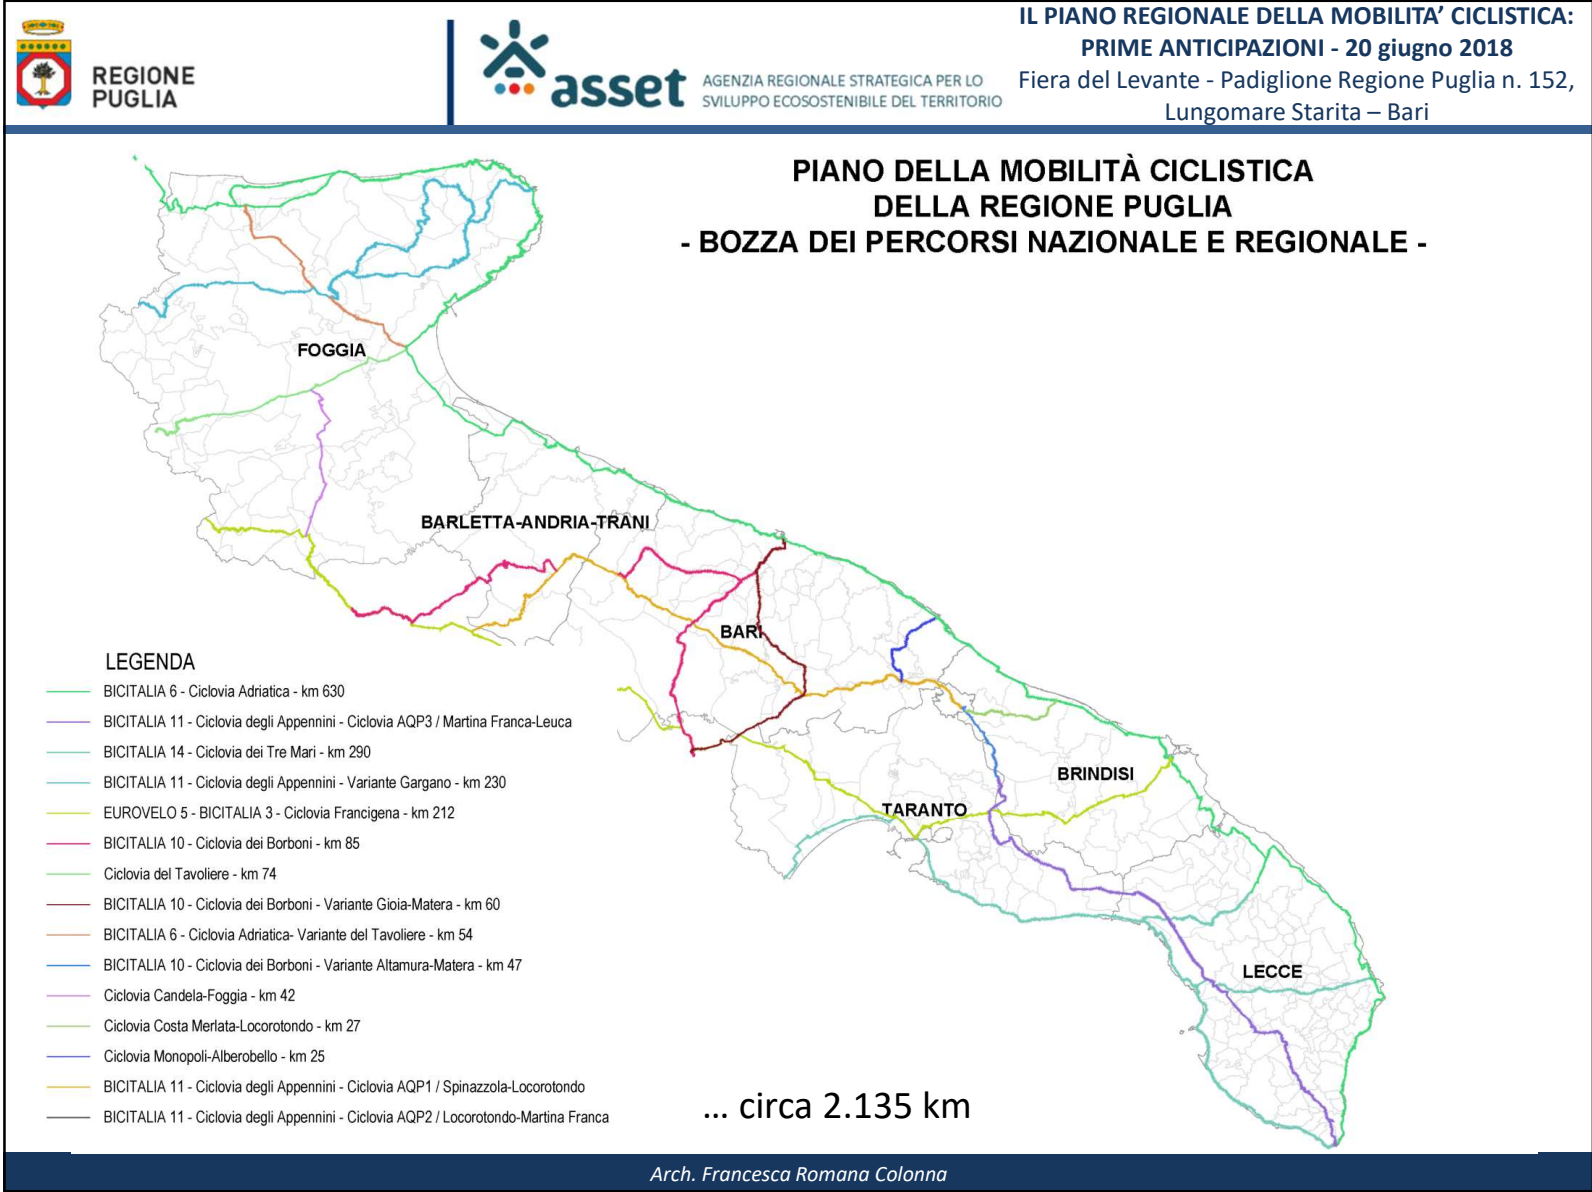 REGIONE
PUGLIA
asset
AGENZIA REGIONALE STRATEGICA PER LO
SVILUPPO ECOSOSTENIBILE DEL TERRITORIO
IL PIANO REGIONALE DELLA MOBILITA’ CICLISTICA:
PRIME ANTICIPAZIONI - 20 giugno 2018
Fiera del Levante - Padiglione Regione Puglia n. 152,
Lungomare Starita – Bari
PIANO DELLA MOBILITÀ CICLISTICA
DELLA REGIONE PUGLIA
- BOZZA DEI PERCORSI NAZIONALE E REGIONALE -
FOGGIA
BARLETTA-ANDRIA-TRANI
BARI
BRINDISI
TARANTO
LECCE
LEGENDA
BICITALIA 6 - Ciclovia Adriatica - km 630
BICITALIA 11 - Ciclovia degli Appennini - Ciclovia AQP3 / Martina Franca-Leuca
BICITALIA 14 - Ciclovia dei Tre Mari - km 290
BICITALIA 11 - Ciclovia degli Appennini - Variante Gargano - km 230
EUROVELO 5 - BICITALIA 3 - Ciclovia Francigena - km 212
BICITALIA 10 - Ciclovia dei Borboni - km 85
Ciclovia del Tavoliere - km 74
BICITALIA 10 - Ciclovia dei Borboni - Variante Gioia-Matera - km 60
BICITALIA 6 - Ciclovia Adriatica- Variante del Tavoliere - km 54
BICITALIA 10 - Ciclovia dei Borboni - Variante Altamura-Matera - km 47
Ciclovia Candela-Foggia - km 42
Ciclovia Costa Merlata-Locorotondo - km 27
Ciclovia Monopoli-Alberobello - km 25
BICITALIA 11 - Ciclovia degli Appennini - Ciclovia AQP1 / Spinazzola-Locorotondo
BICITALIA 11 - Ciclovia degli Appennini - Ciclovia AQP2 / Locorotondo-Martina Franca
... circa 2.135 km
Arch. Francesca Romana Colonna